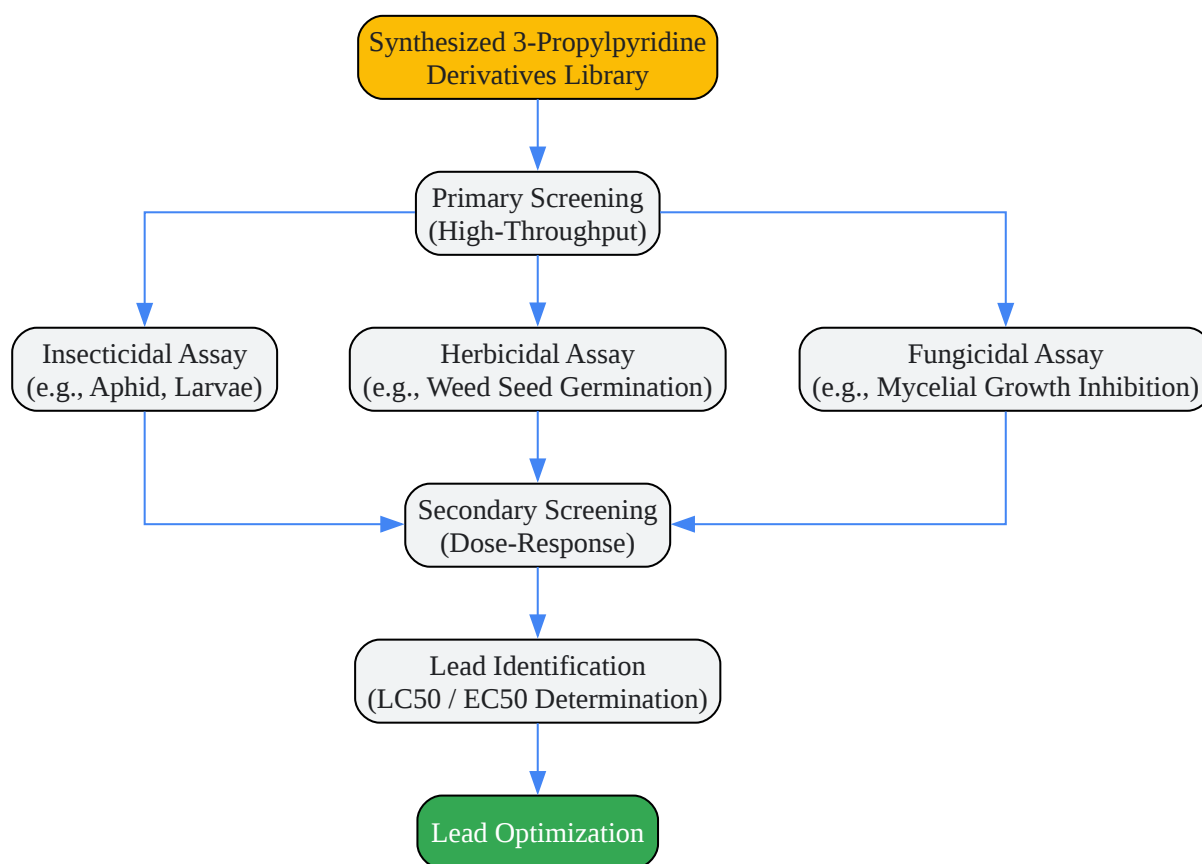 Synthesized 3-Propylpyridine
Derivatives Library
Primary Screening
(High-Throughput)
Insecticidal Assay
(e.g., Aphid, Larvae)
Herbicidal Assay
(e.g., Weed Seed Germination)
Fungicidal Assay
(e.g., Mycelial Growth Inhibition)
Secondary Screening
(Dose-Response)
Lead Identification
(LC50 / EC50 Determination)
Lead Optimization